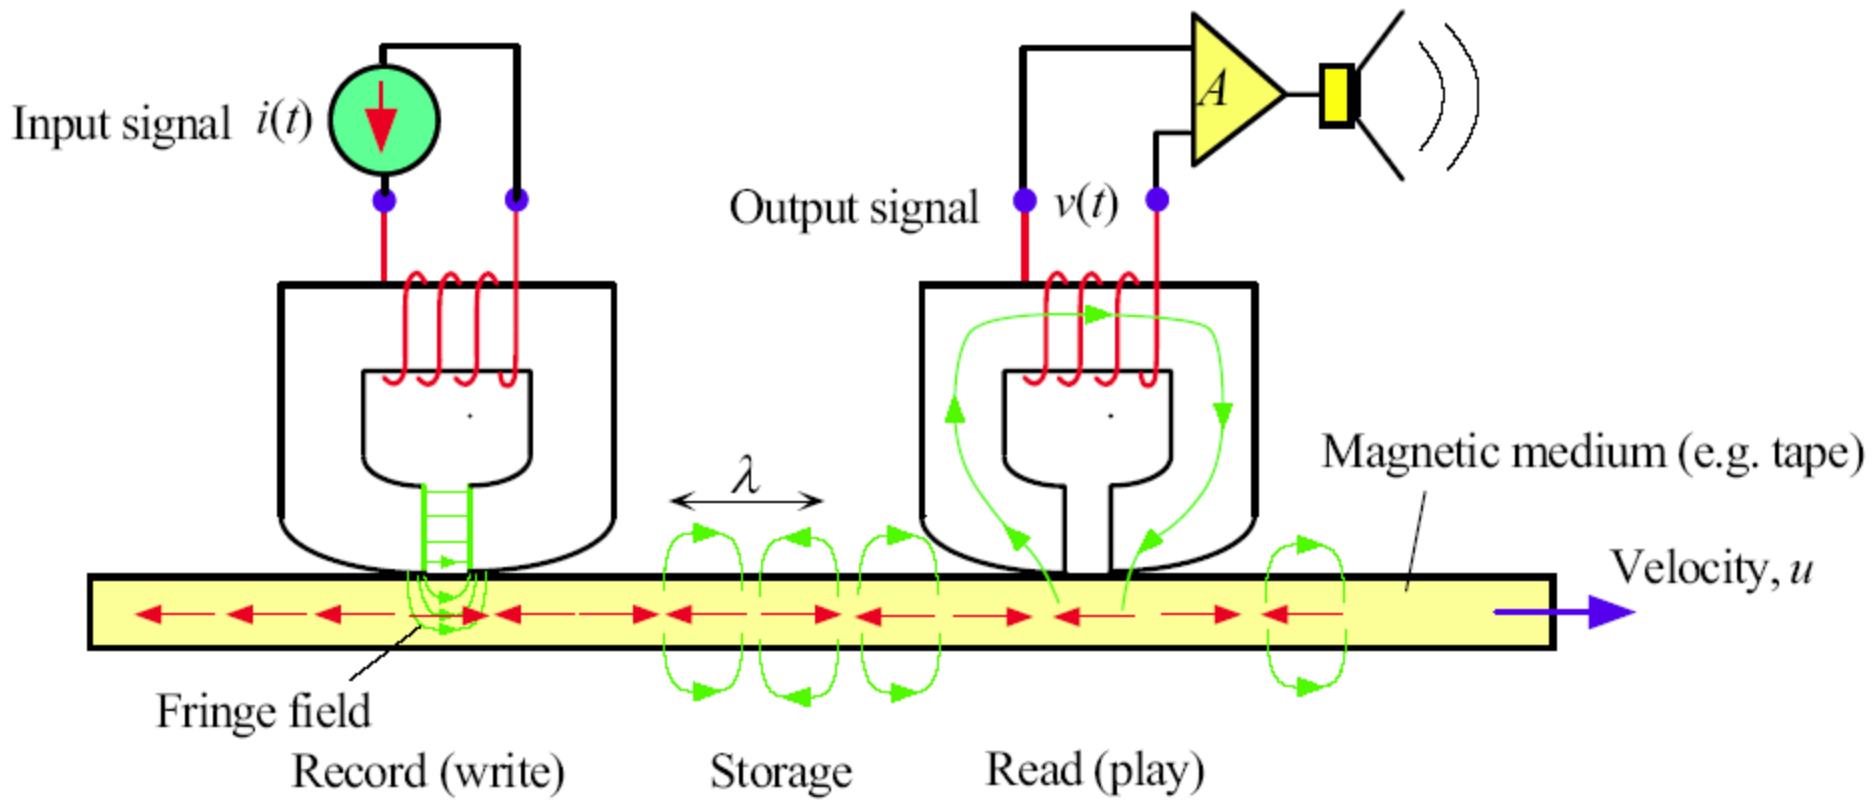 Input signal i(t)
A
Output signal v(t)
λ
Magnetic medium (e.g. tape)
Velocity, u
Fringe field
Record (write)
Storage
Read (play)